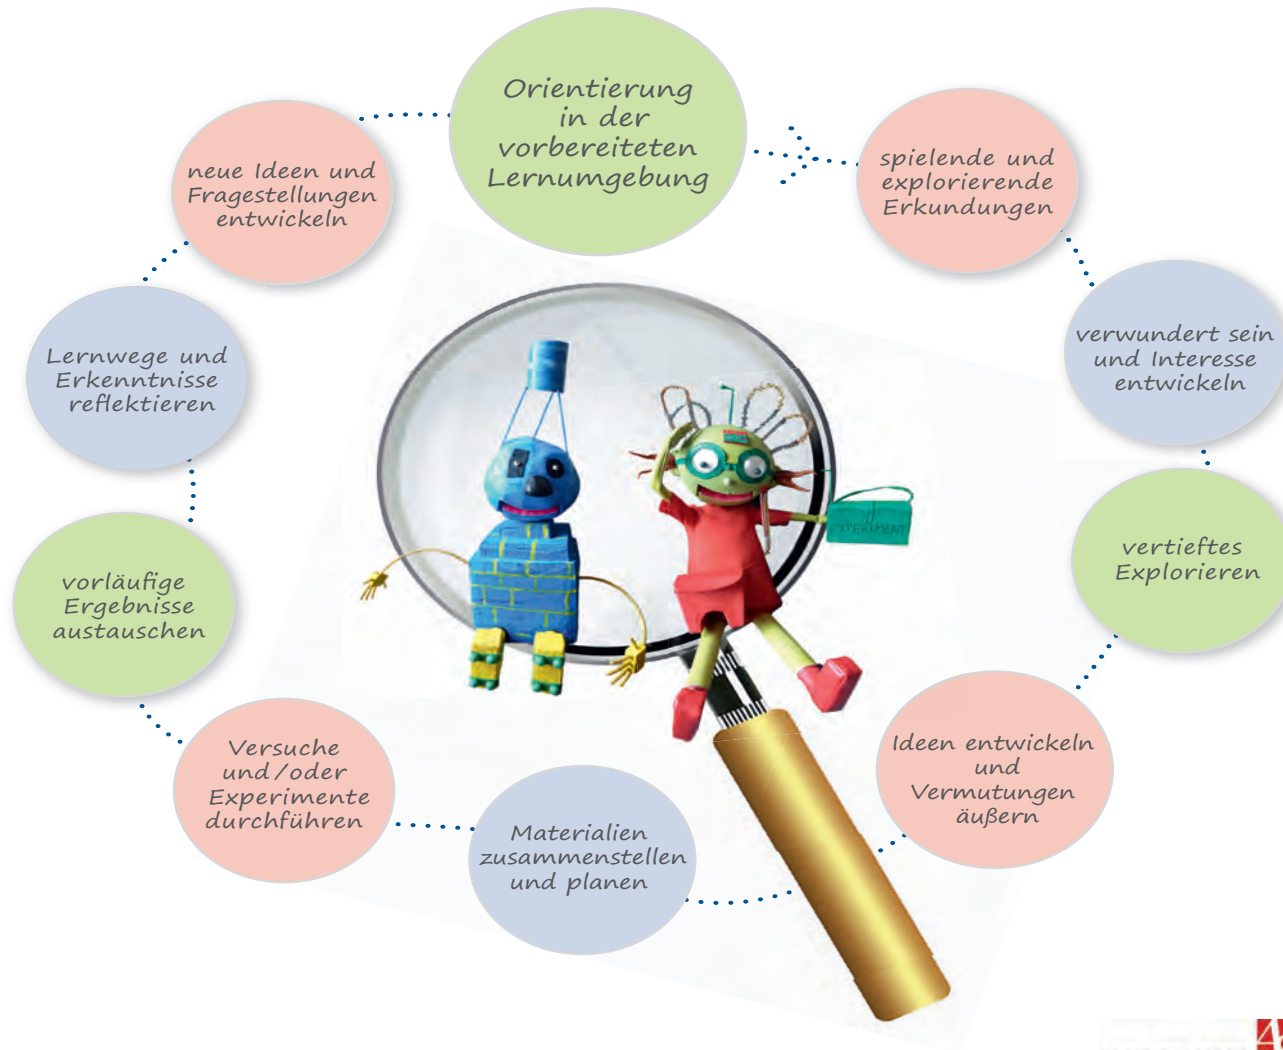 Orientierung
in der
vorbereiteten
Lernumgebung
spielende und
explorierende
Erkundungen
verwundert sein
und Interesse
entwickeln
vertieftes
Explorieren
Ideen entwickeln
und
Vermutungen
äußern
Materialien
zusammenstellen
und planen
Versuche
und/oder
Experimente
durchführen
vorläufige
Ergebnisse
austauschen
Lernwege und
Erkenntnisse
reflektieren
neue Ideen und
Fragestellungen
entwickeln
EXPERIMENT